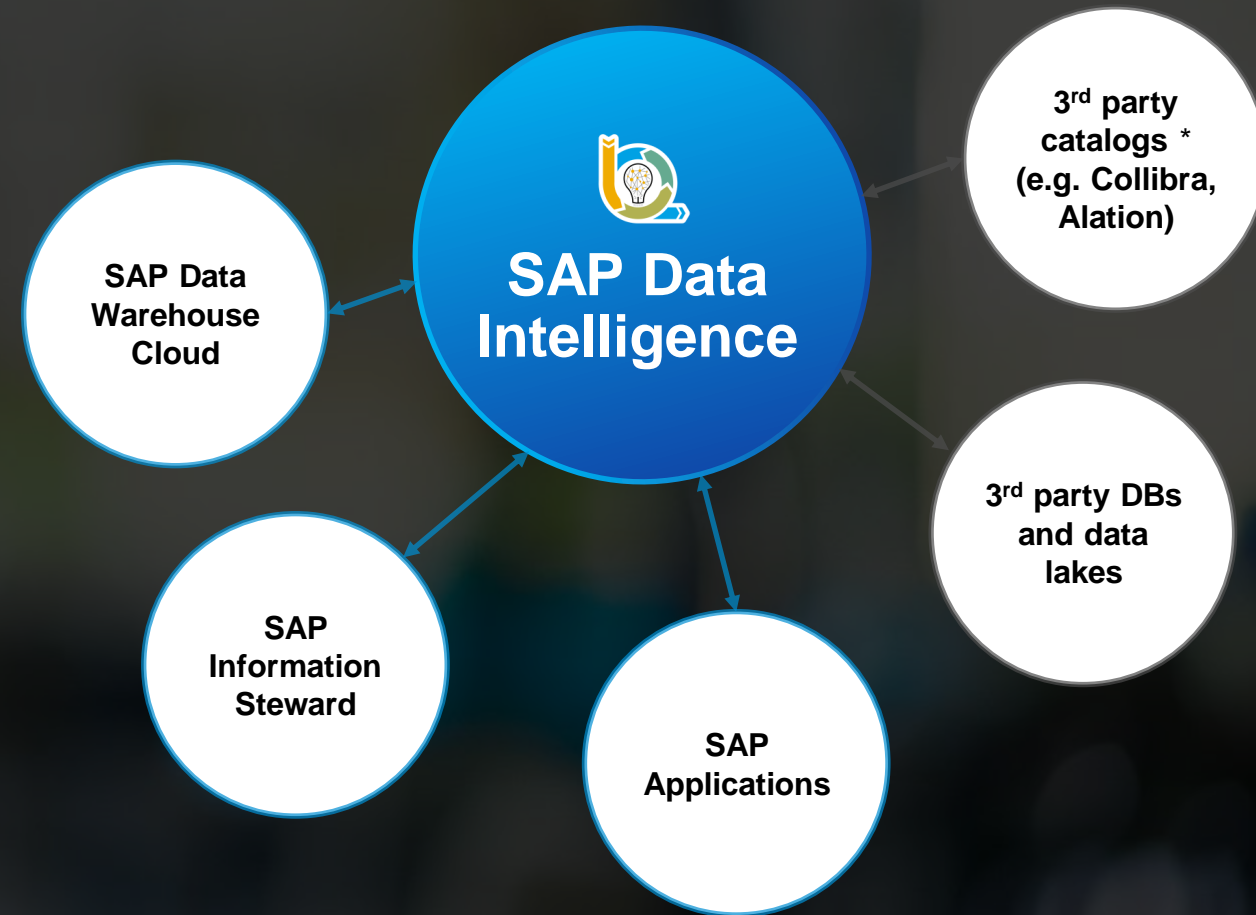 SAP Data
Intelligence
3rd party
catalogs *
(e.g. Collibra,
Alation)
SAP Data
Warehouse
Cloud
3rd party DBs
and data
lakes
SAP
Information
Steward
SAP
Applications